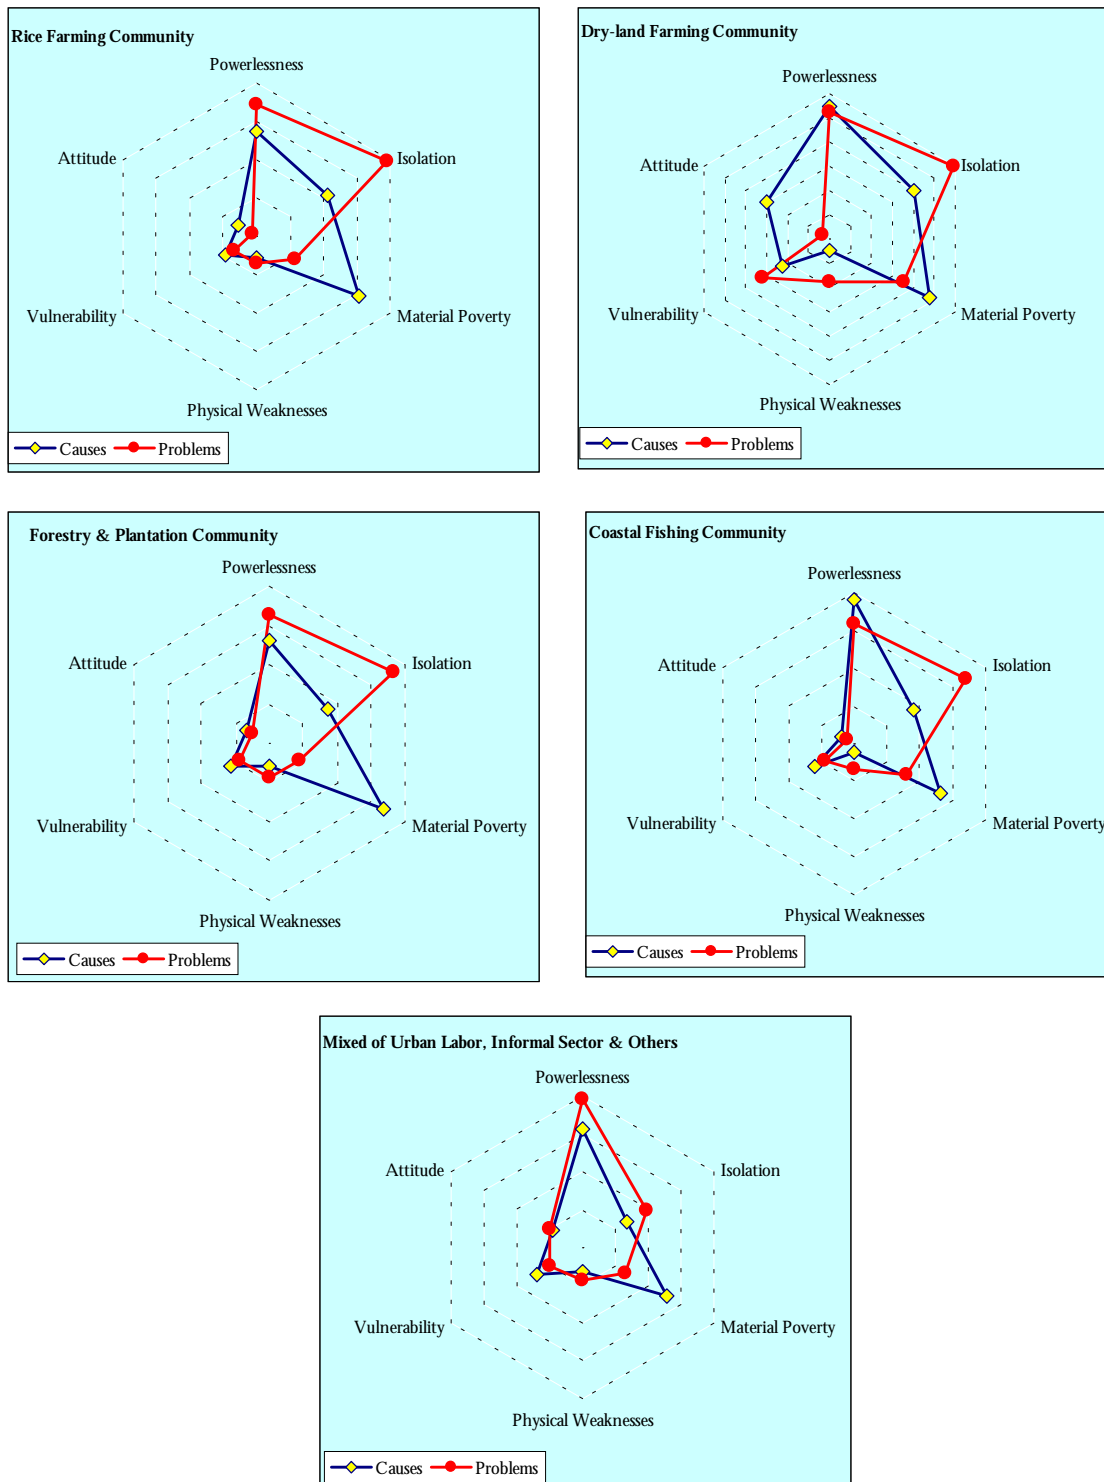 Rice Farming Community
Powerlessness
Attitude
Isolation
Vulnerability
Material Poverty
Physical Weaknesses
Causes Problems
Dry-land Farming Community
Powerlessness
Attitude
Isolation
Vulnerability
Material Poverty
Physical Weaknesses
Causes Problems
Forestry & Plantation Community
Powerlessness
Attitude
Isolation
Vulnerability
Material Poverty
Physical Weaknesses
Causes Problems
Coastal Fishing Community
Powerlessness
Attitude
Isolation
Vulnerability
Material Poverty
Physical Weaknesses
Causes Problems
Mixed of Urban Labor, Informal Sector & Others
Powerlessness
Attitude
Isolation
Vulnerability
Material Poverty
Physical Weaknesses
Causes Problems